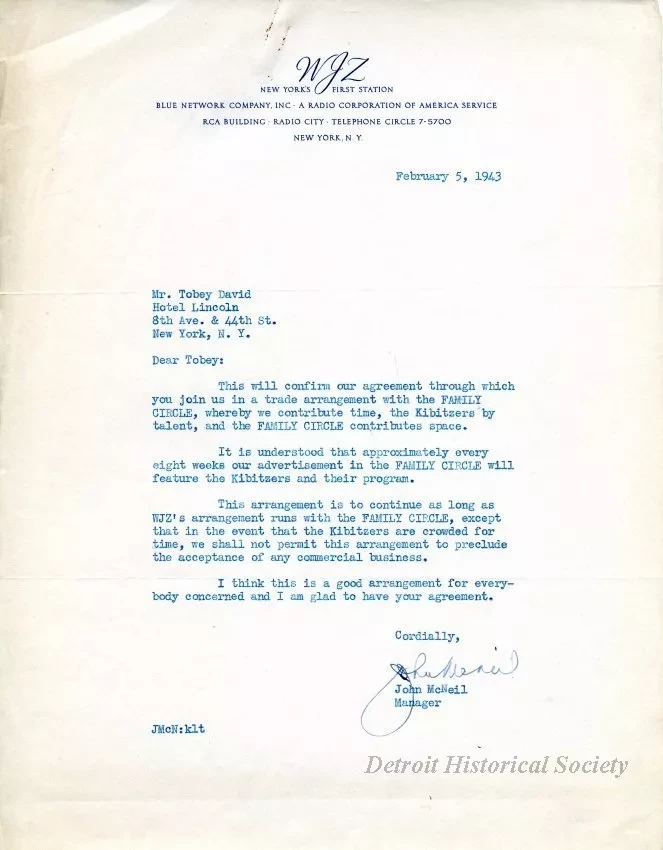 WJZ
NEW YORK'S FIRST STATION
BLUE NETWORK COMPANY, INC · A RADIO CORPORATION OF AMERICA SERVICE
RCA BUILDING · RADIO CITY · TELEPHONE CIRCLE 7-5700
NEW YORK, N. Y.
February 5, 1943
Mr. Tobey David
Hotel Lincoln
8th Ave. & 44th St.
New York, N. Y.
Dear Tobey:
This will confirm our agreement through which
you join us in a trade arrangement with the FAMILY
CIRCLE, whereby we contribute time, the Kibitzers by
talent, and the FAMILY CIRCLE contributes space.
It is understood that approximately every
eight weeks our advertisement in the FAMILY CIRCLE will
feature the Kibitzers and their program.
This arrangement is to continue as long as
WJZ's arrangement runs with the FAMILY CIRCLE, except
that in the event that the Kibitzers are crowded for
time, we shall not permit this arrangement to preclude
the acceptance of any commercial business.
I think this is a good arrangement for every-
body concerned and I am glad to have your agreement.
Cordially,
John McNeil
John McNeil
Manager
JMcN:klt
Detroit Historical Society